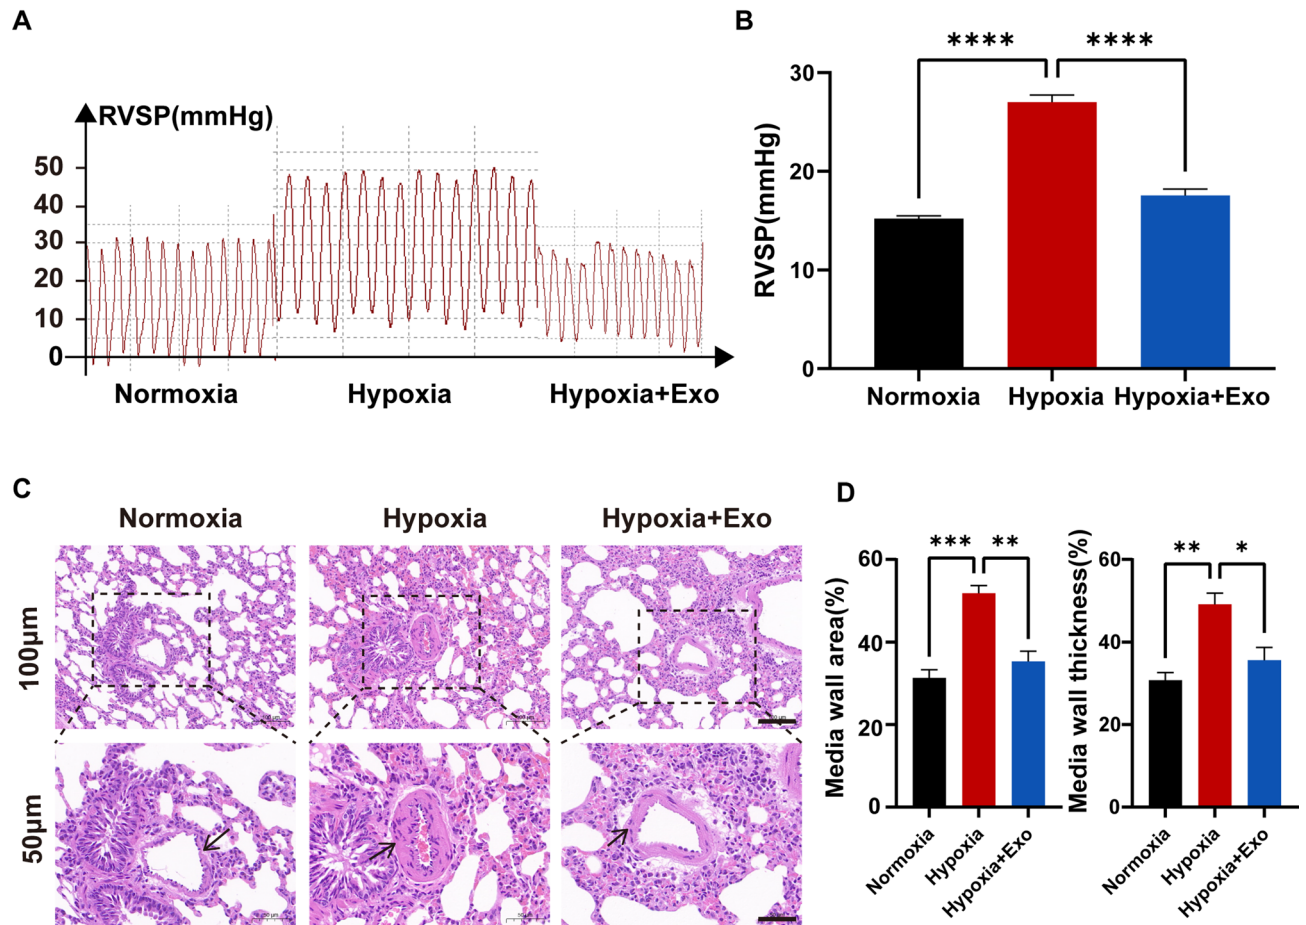 A
RVSP(mmHg)
50
40
30
20
10
0
Normoxia Hypoxia Hypoxia+Exo
B
**** ****
RVSP(mmHg)
30
20
10
0
Normoxia Hypoxia Hypoxia+Exo
C
Normoxia Hypoxia Hypoxia+Exo
100μm
50μm
D
*** **
Media wall area(%)
60
40
20
0
Normoxia
Hypoxia
Hypoxia+Exo
** *
Media wall thickness(%)
60
40
20
0
Normoxia
Hypoxia
Hypoxia+Exo